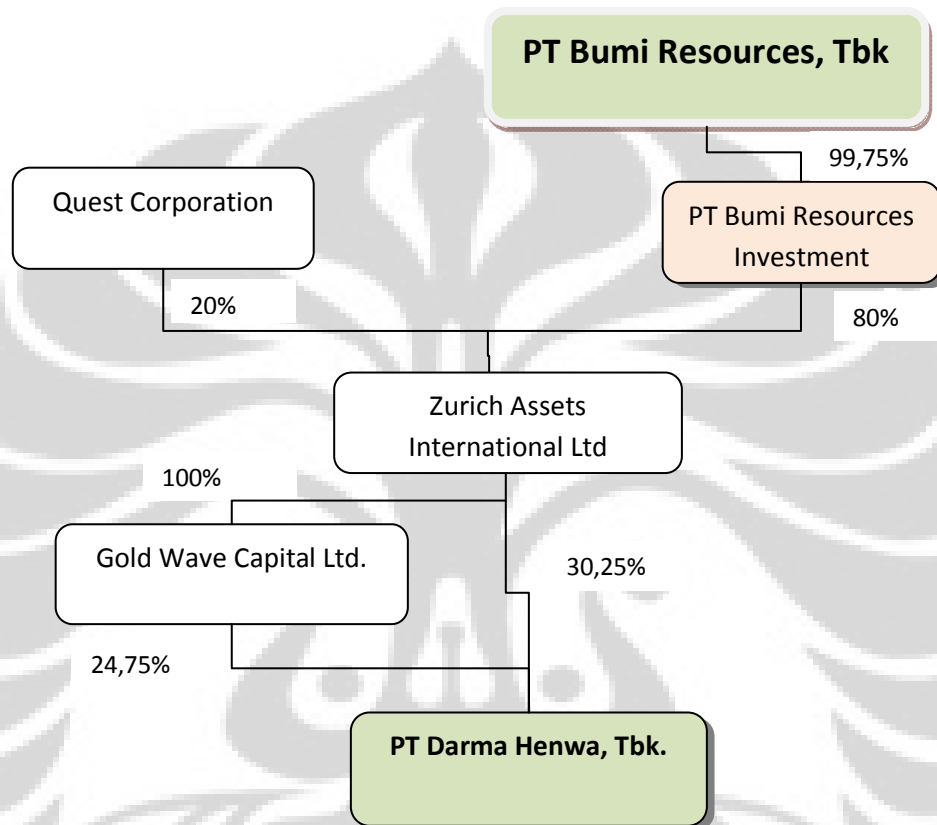 PT Bumi Resources, Tbk
99,75%
Quest Corporation
PT Bumi Resources
Investment
20%
80%
Zurich Assets
International Ltd
100%
Gold Wave Capital Ltd.
30,25%
24,75%
PT Darma Henwa, Tbk.